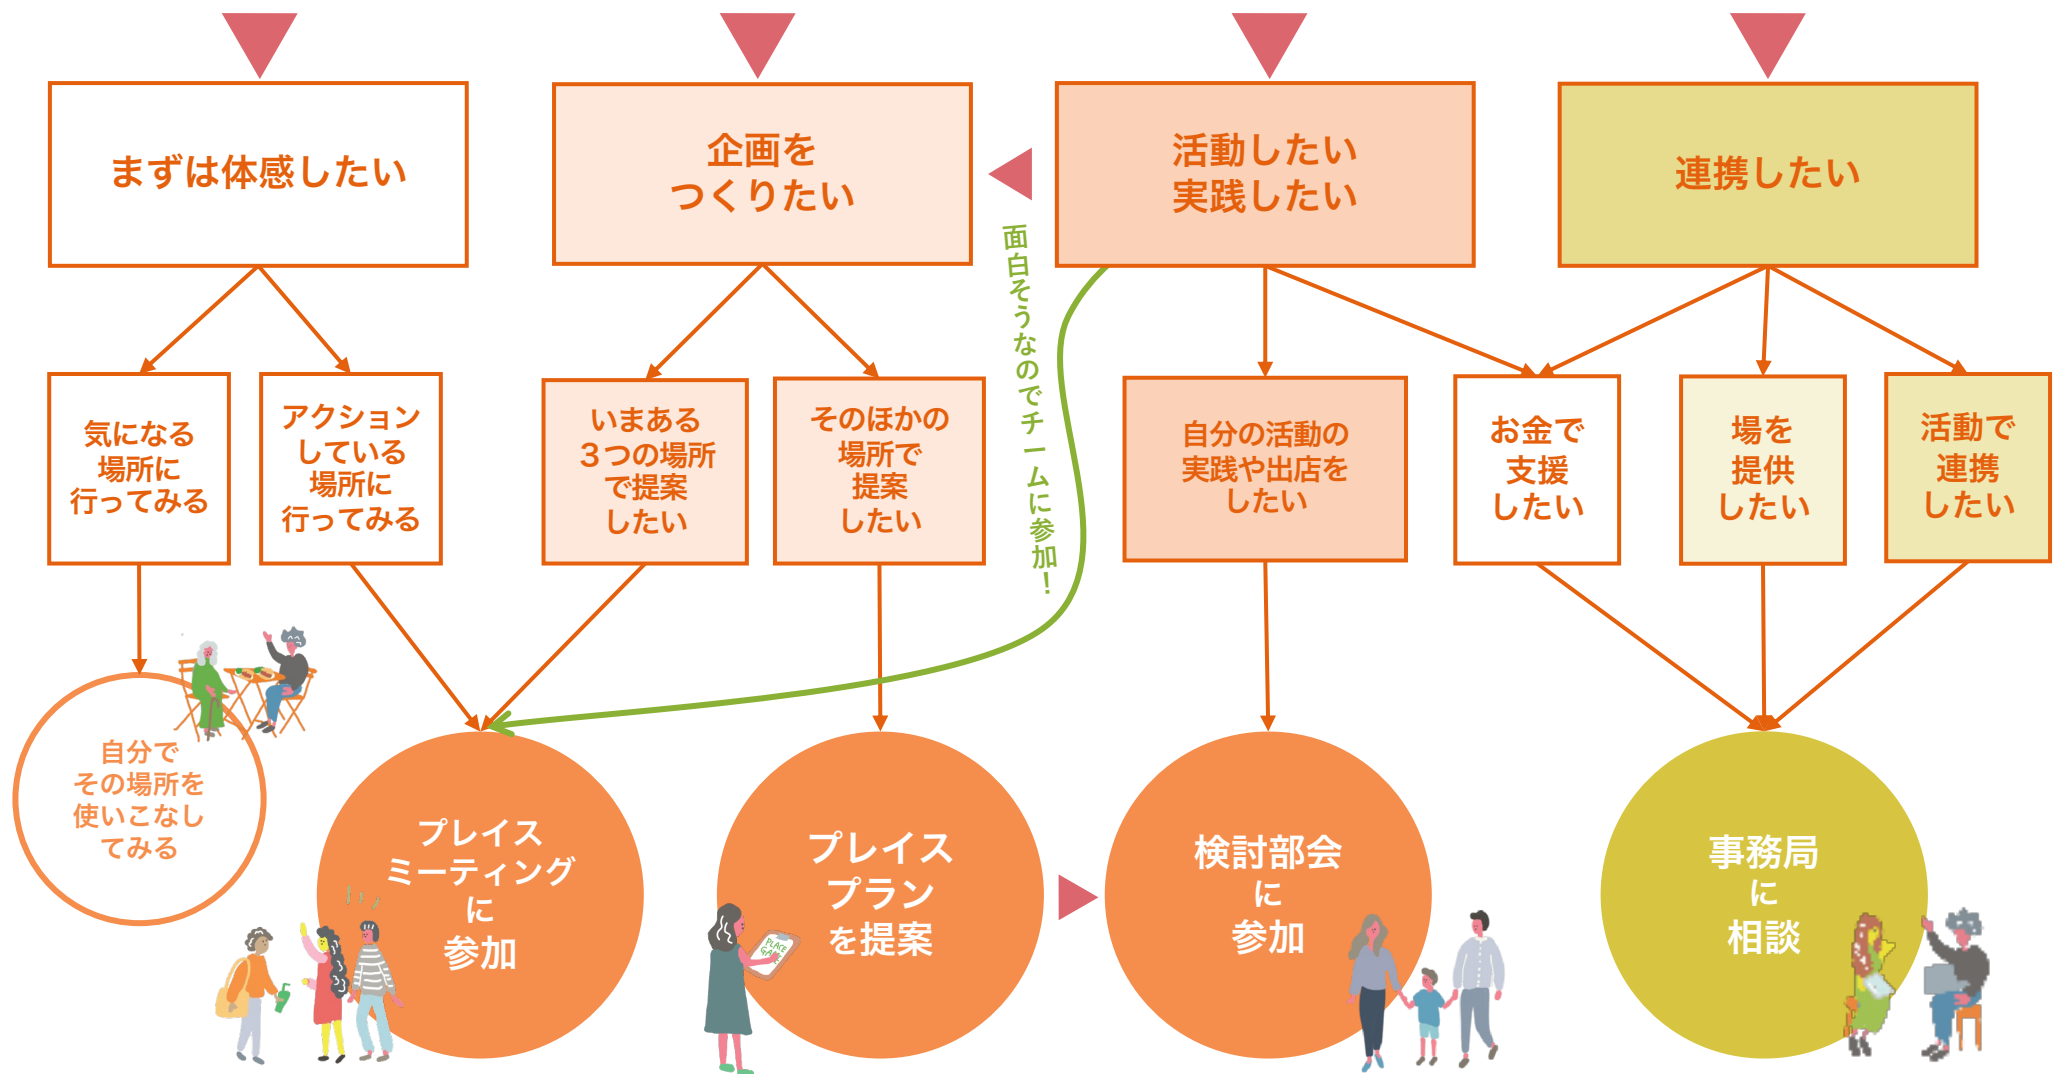 まずは体感したい
企画を
つくりたい
活動したい
実践したい
連携したい
面白そうなのでチームに参加！
気になる
場所に
行ってみる
アクション
している
場所に
行ってみる
いまある
３つの場所
で提案
したい
そのほかの
場所で
提案
したい
自分の活動の
実践や出店を
したい
お金で
支援
したい
場を
提供
したい
活動で
連携
したい
自分で
その場所を
使いこなし
てみる
プレイス
ミーティング
に
参加
プレイス
プラン
を提案
PLACE
GAME
検討部会
に
参加
事務局
に
相談